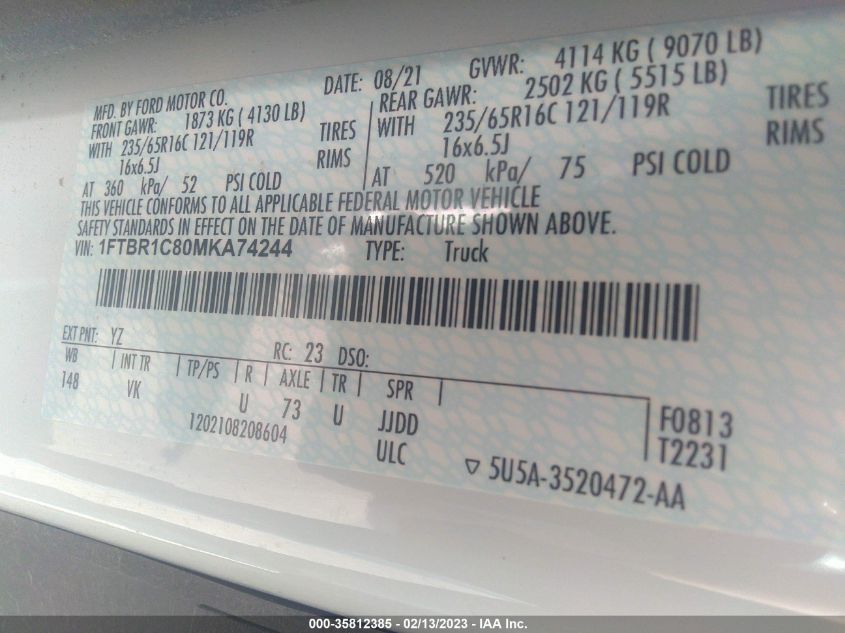 MFD. BY FORD MOTOR CO.
DATE: 08/21 GVWR: 4114 KG ( 9070 LB)
FRONT GAWR: 1873 KG ( 4130 LB) REAR GAWR: 2502 KG ( 5515 LB)
WITH 235/65R16C 121/119R TIRES WITH 235/65R16C 121/119R TIRES
16x6.5J RIMS 16x6.5J RIMS
AT 360 kPa/ 52 PSI COLD AT 520 kPa/ 75 PSI COLD
THIS VEHICLE CONFORMS TO ALL APPLICABLE FEDERAL MOTOR VEHICLE
SAFETY STANDARDS IN EFFECT ON THE DATE OF MANUFACTURE SHOWN ABOVE.
VIN: 1FTBR1C80MKA74244 TYPE: Truck
EXT PNT: YZ RC: 23 DSO:
WB INT TR TP/PS R AXLE TR SPR
148 VK U 73 U JJDD
1202108208604 ULC
F0813
T2231
5U5A-3520472-AA
000-35812385 - 02/13/2023 - IAA Inc.